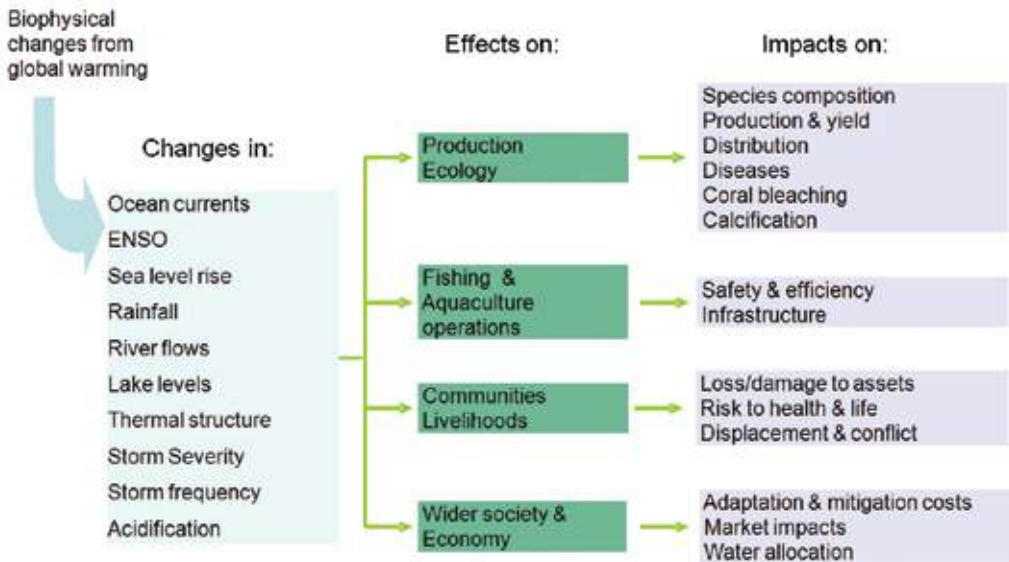 Biophysical
changes from
global warming
Changes in:
Ocean currents
ENSO
Sea level rise
Rainfall
River flows
Lake levels
Thermal structure
Storm Severity
Storm frequency
Acidification
Effects on:
Production
Ecology
Fishing &
Aquaculture
operations
Communities
Livelihoods
Wider society &
Economy
Impacts on:
Species composition
Production & yield
Distribution
Diseases
Coral bleaching
Calcification
Safety & efficiency
Infrastructure
Loss/damage to assets
Risk to health & life
Displacement & conflict
Adaptation & mitigation costs
Market impacts
Water allocation